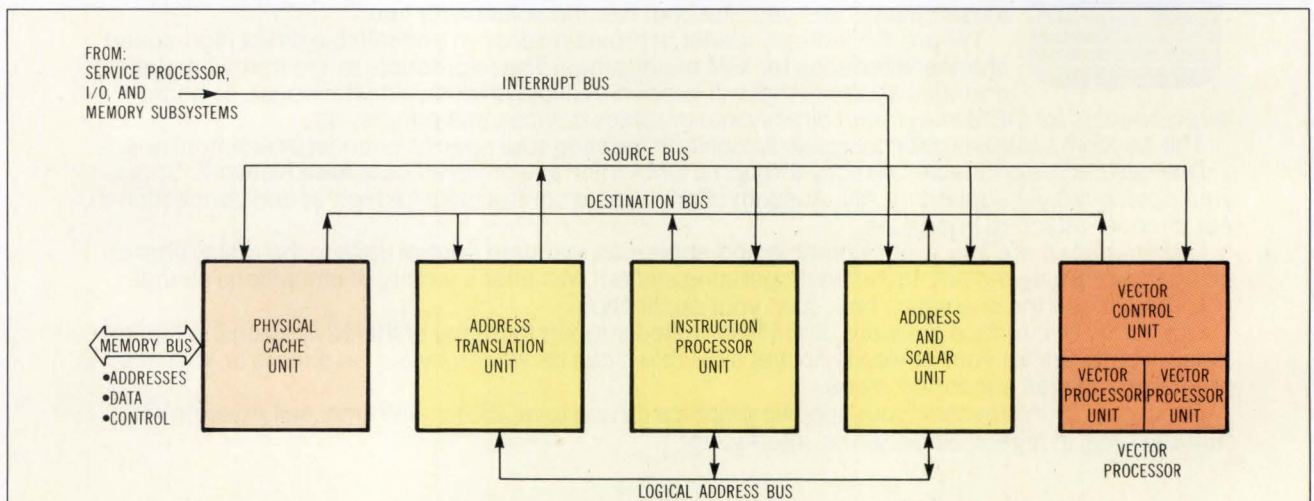 FROM:
SERVICE PROCESSOR,
I/O, AND
MEMORY SUBSYSTEMS
INTERRUPT BUS
SOURCE BUS
DESTINATION BUS
MEMORY BUS
•ADDRESSES
•DATA
•CONTROL
PHYSICAL
CACHE
UNIT
ADDRESS
TRANSLATION
UNIT
INSTRUCTION
PROCESSOR
UNIT
ADDRESS
AND
SCALAR
UNIT
VECTOR
CONTROL
UNIT
VECTOR
PROCESSOR
UNIT
VECTOR
PROCESSOR
UNIT
VECTOR
PROCESSOR
LOGICAL ADDRESS BUS